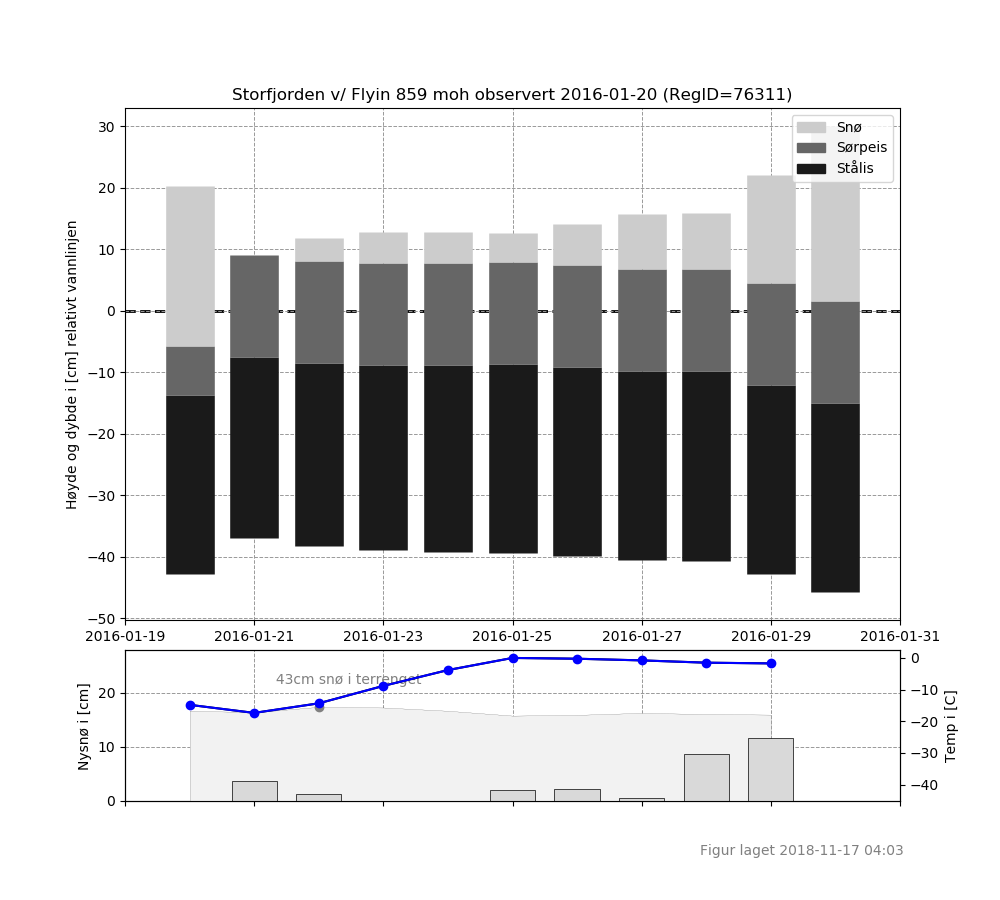 Storfjorden v/ Flyin 859 moh observert 2016-01-20 (RegID=76311)
Snø
Sørpeis
Stålis
Høyde og dybde i [cm] relativt vannlinjen
30
20
10
0
−10
−20
−30
−40
−50
2016-01-19 2016-01-21 2016-01-23 2016-01-25 2016-01-27 2016-01-29 2016-01-31
43cm snø i terrenget
Nysnø i [cm]
20
10
0
0
−10
−20
−30
−40
Temp i [C]
Figur laget 2018-11-17 04:03